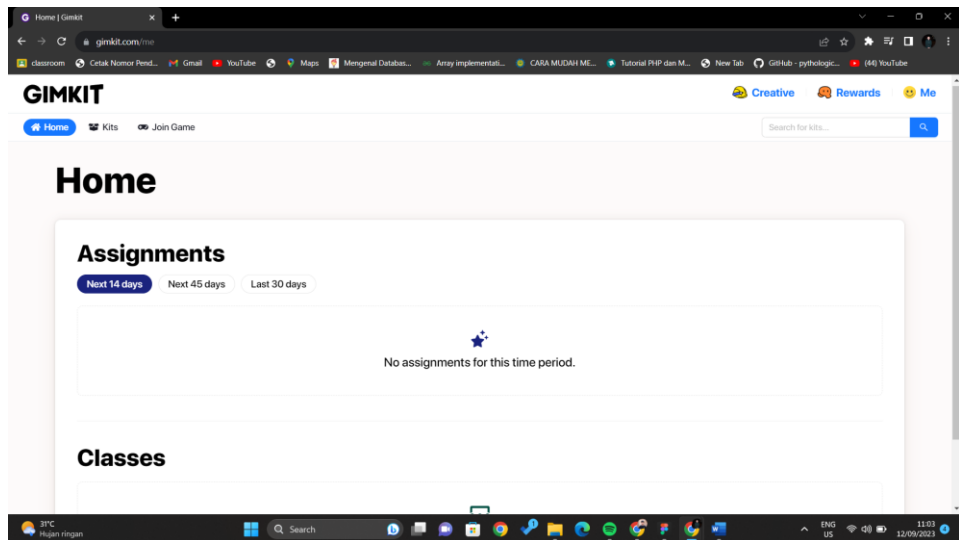 Home | Gimkit
gimkit.com/me
classroom Cetak Nomor Pend... Gmail YouTube Maps Mengenal Databas... Array implementati... CARA MUDAH ME... Tutorial PHP dan M... New Tab GitHub - pythologic... (44) YouTube
GIMKIT Creative Rewards Me
Home Kits Join Game Search for kits...
Home
Assignments
Next 14 days Next 45 days Last 30 days
No assignments for this time period.
Classes
31°C
Hujan ringan
Search
ENG
US
11:03
12/09/2023
4